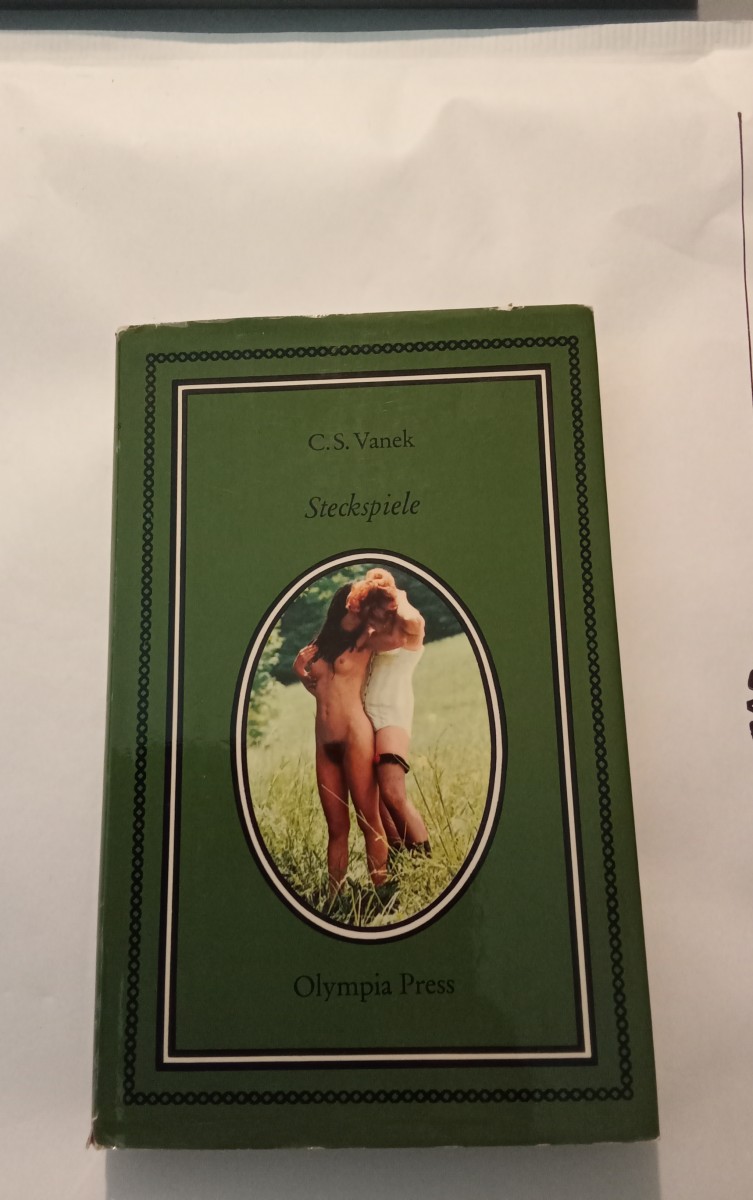 C.S. Vanek
Steckspiele
Olympia Press